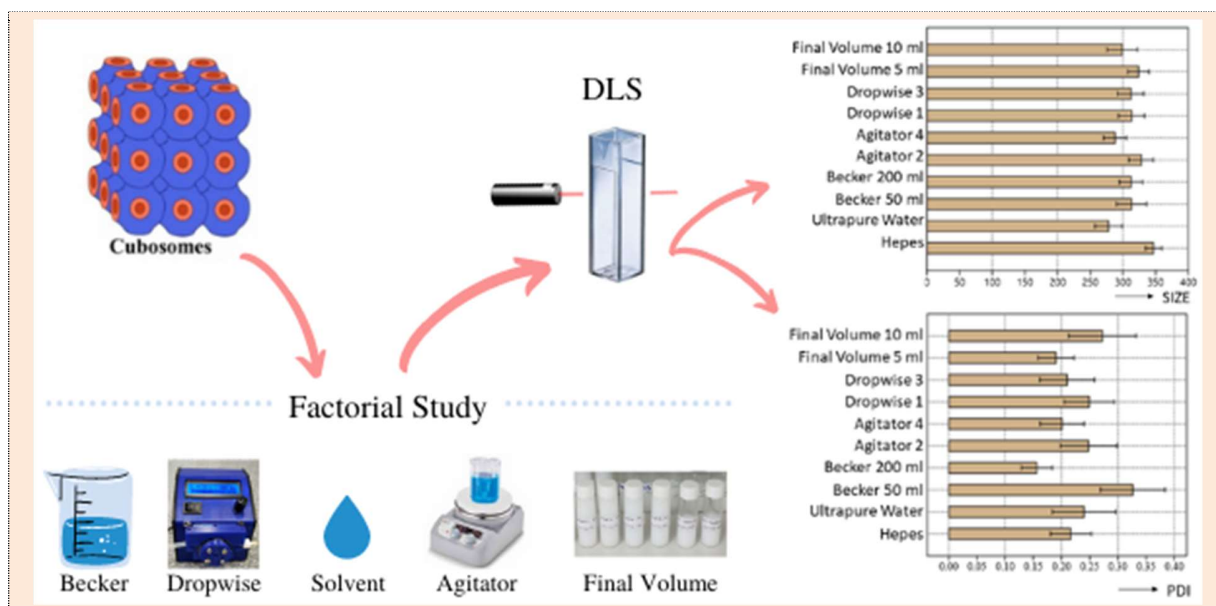 Cubosomes
DLS
Factorial Study
Becker
Dropwise
Solvent
Agitator
Final Volume
Final Volume 10 ml
Final Volume 5 ml
Dropwise 3
Dropwise 1
Agitator 4
Agitator 2
Becker 200 ml
Becker 50 ml
Ultrapure Water
Hepes
0 50 100 150 200 250 300 350 400
SIZE
Final Volume 10 ml
Final Volume 5 ml
Dropwise 3
Dropwise 1
Agitator 4
Agitator 2
Becker 200 ml
Becker 50 ml
Ultrapure Water
Hepes
0.00 0.05 0.10 0.15 0.20 0.25 0.30 0.35 0.40
PDI